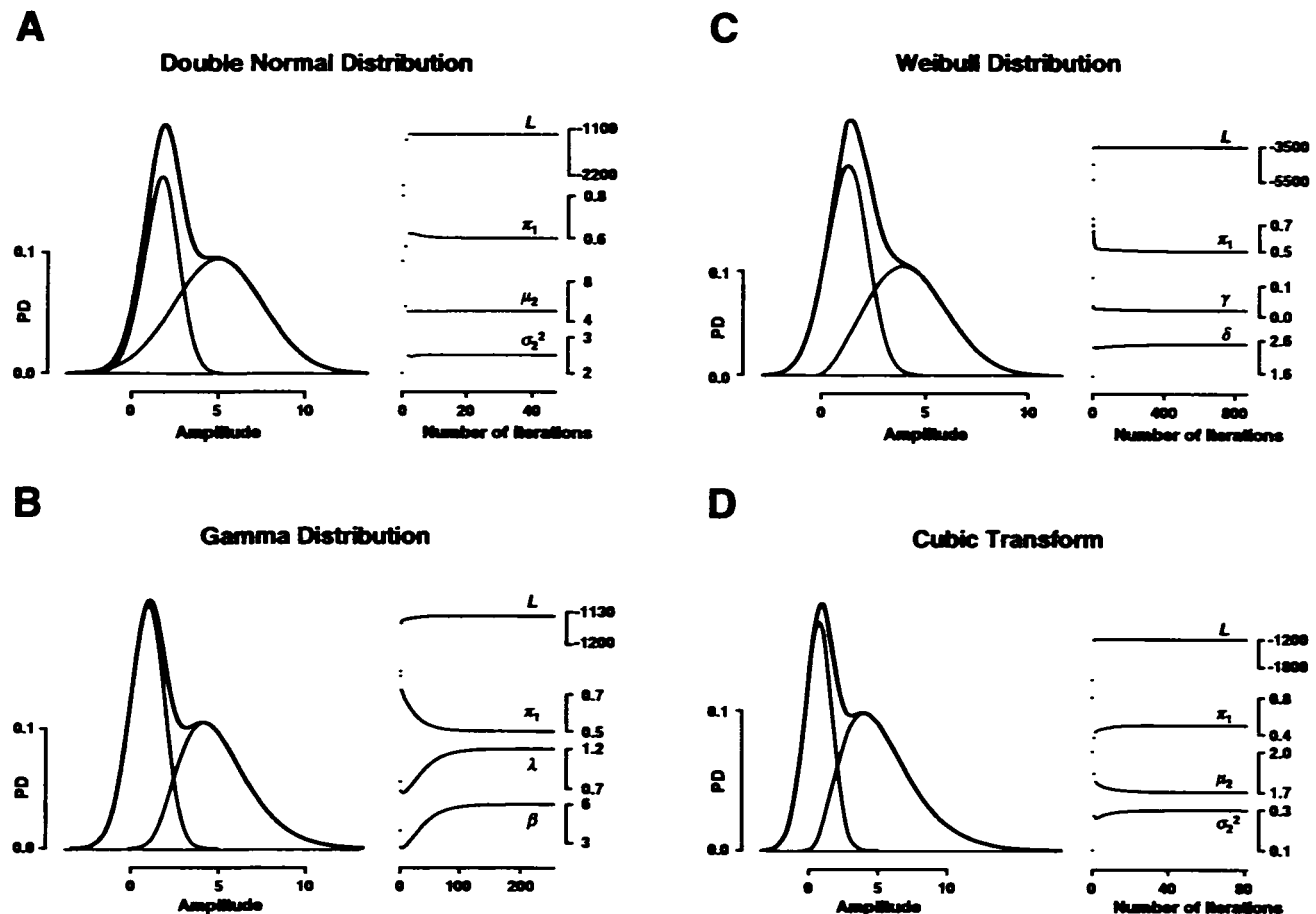 A
Double Normal Distribution
L
-1100
-2200
π1
0.8
0.6
μ2
8
4
σ2²
3
2
0.1
PD
0.0
0
5
10
Amplitude
0
20
40
Number of Iterations
C
Weibull Distribution
L
-3500
-5500
π1
0.7
0.5
γ
0.1
0.0
δ
2.6
1.6
0.1
PD
0.0
0
5
10
Amplitude
0
400
800
Number of Iterations
B
Gamma Distribution
L
-1130
-1200
π1
0.7
0.5
λ
1.2
0.7
β
6
3
0.1
PD
0.0
0
5
10
Amplitude
0
100
200
Number of Iterations
D
Cubic Transform
L
-1200
-1800
π1
0.8
0.4
μ2
2.0
1.7
σ2²
0.3
0.1
0.1
PD
0.0
0
5
10
Amplitude
0
40
80
Number of Iterations